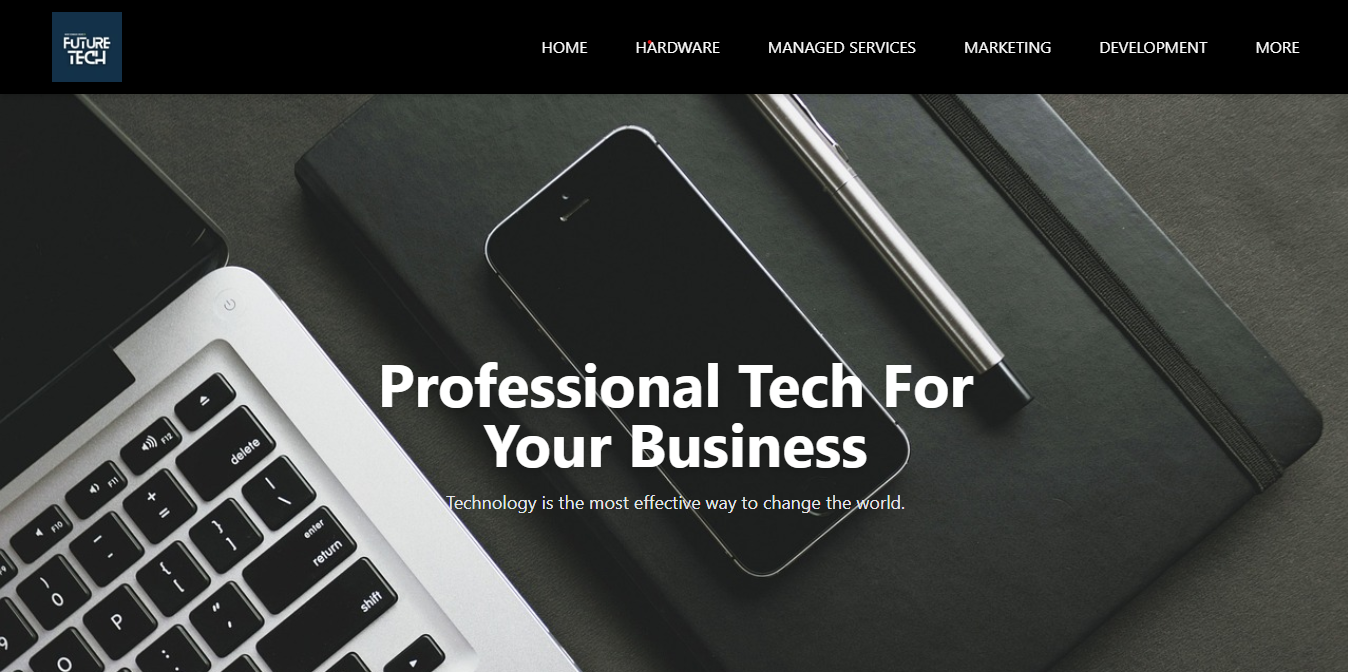 FUTURE
TECH
HOME
HARDWARE
MANAGED SERVICES
MARKETING
DEVELOPMENT
MORE
Professional Tech For
Your Business
Technology is the most effective way to change the world.
F12
delete
F11
+
=
|
\
F10
enter
return
}
]
_
-
F9
{
[
shift
)
0
"
'
P
9
:
;
O